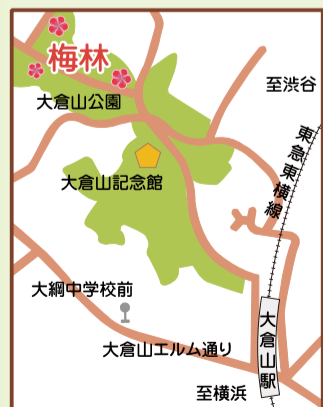 梅林
至渋谷
大倉山公園
東急東横線
大倉山記念館
大綱中学校前
大倉山駅
大倉山エルム通り
至横浜